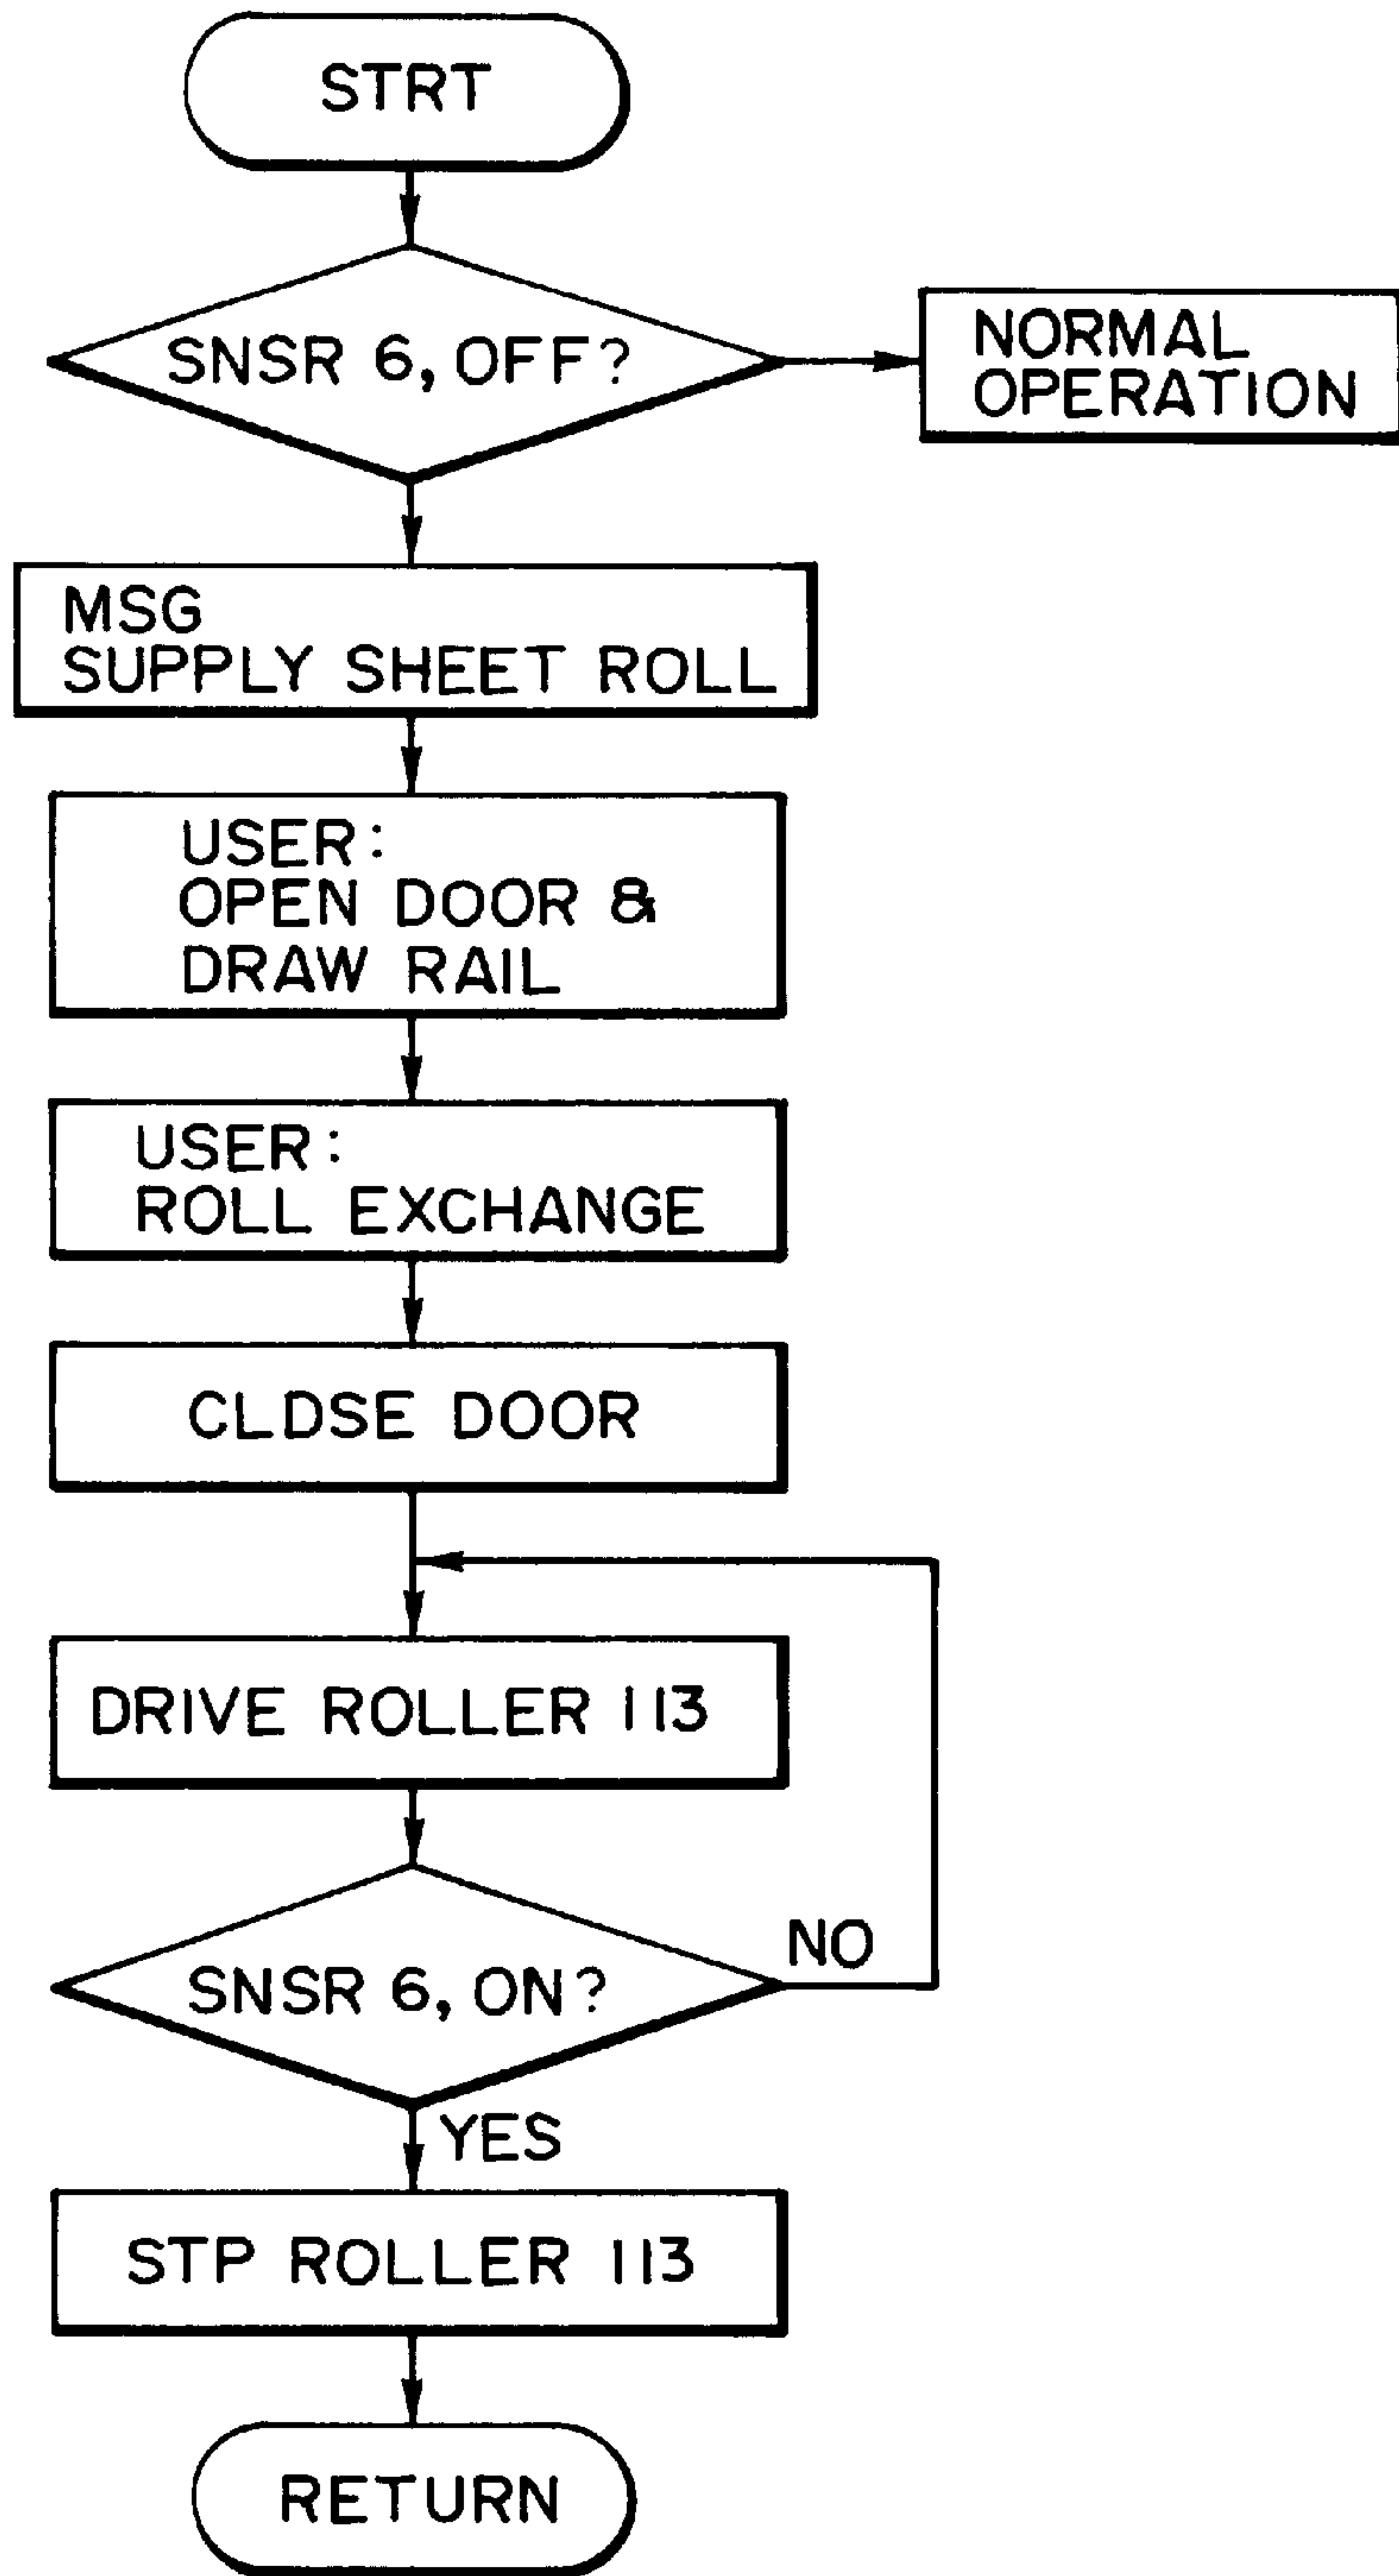 STRT
SNSR 6, OFF?
NORMAL
OPERATION
MSG
SUPPLY SHEET ROLL
USER:
OPEN DOOR &
DRAW RAIL
USER:
ROLL EXCHANGE
CLDSE DOOR
DRIVE ROLLER 113
SNSR 6, ON?
NO
YES
STP ROLLER 113
RETURN